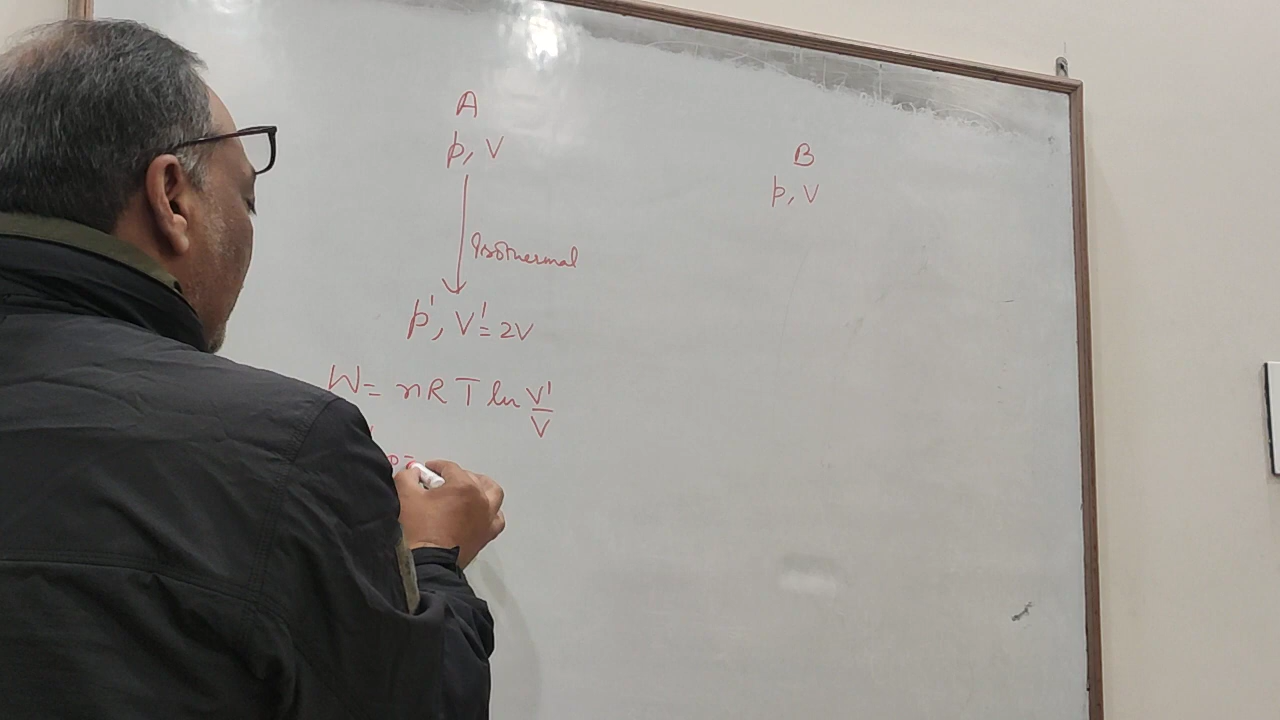 A
p, V
Isothermal
p', V' = 2V
W = nRT ln V'/V
B
p, V